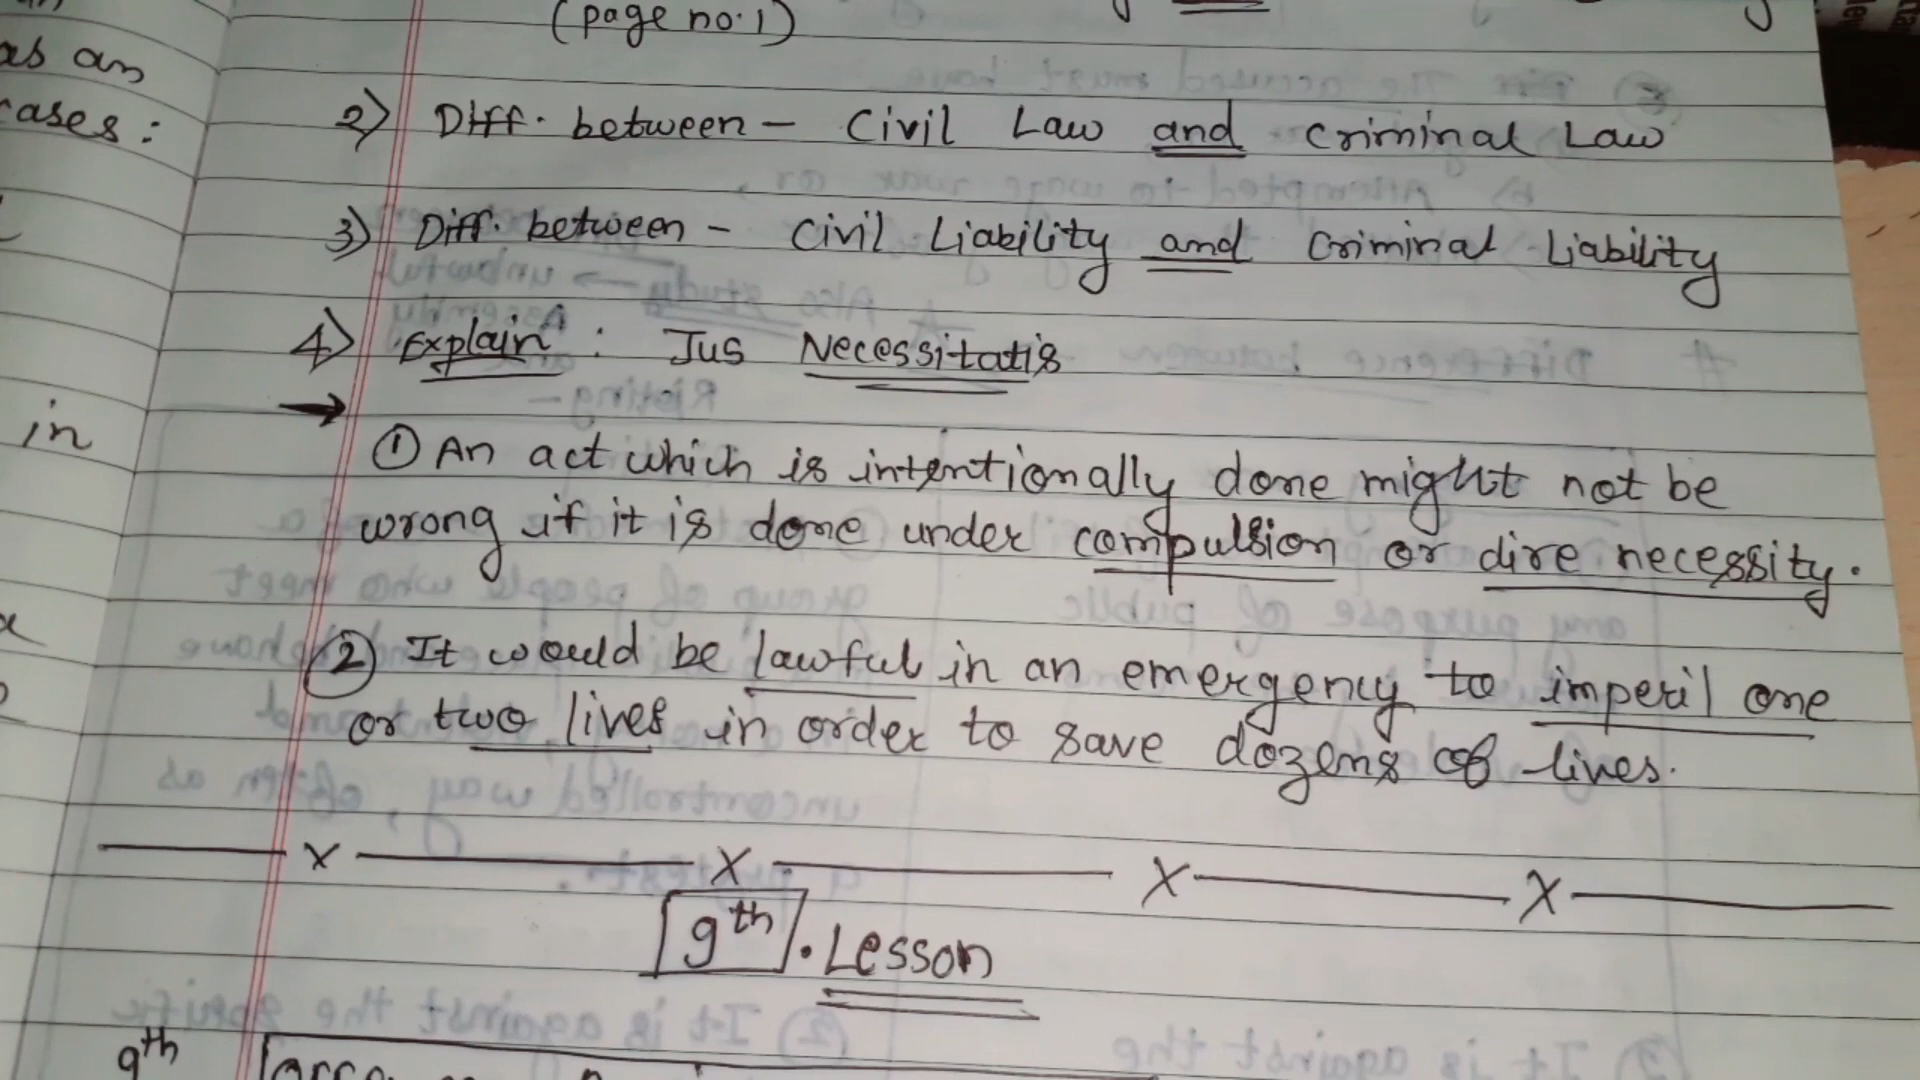 (page no. 1)
as an
cases:
2) Diff. between - Civil Law and Criminal Law
3) Diff. between - Civil Liability and Criminal Liability
4) Explain : Jus Necessitatis
in
① An act which is intentionally done might not be
wrong if it is done under compulsion or dire necessity.
② It would be lawful in an emergency to imperil one
or two lives in order to save dozens of lives.
x x x x
9th. Lesson
9th